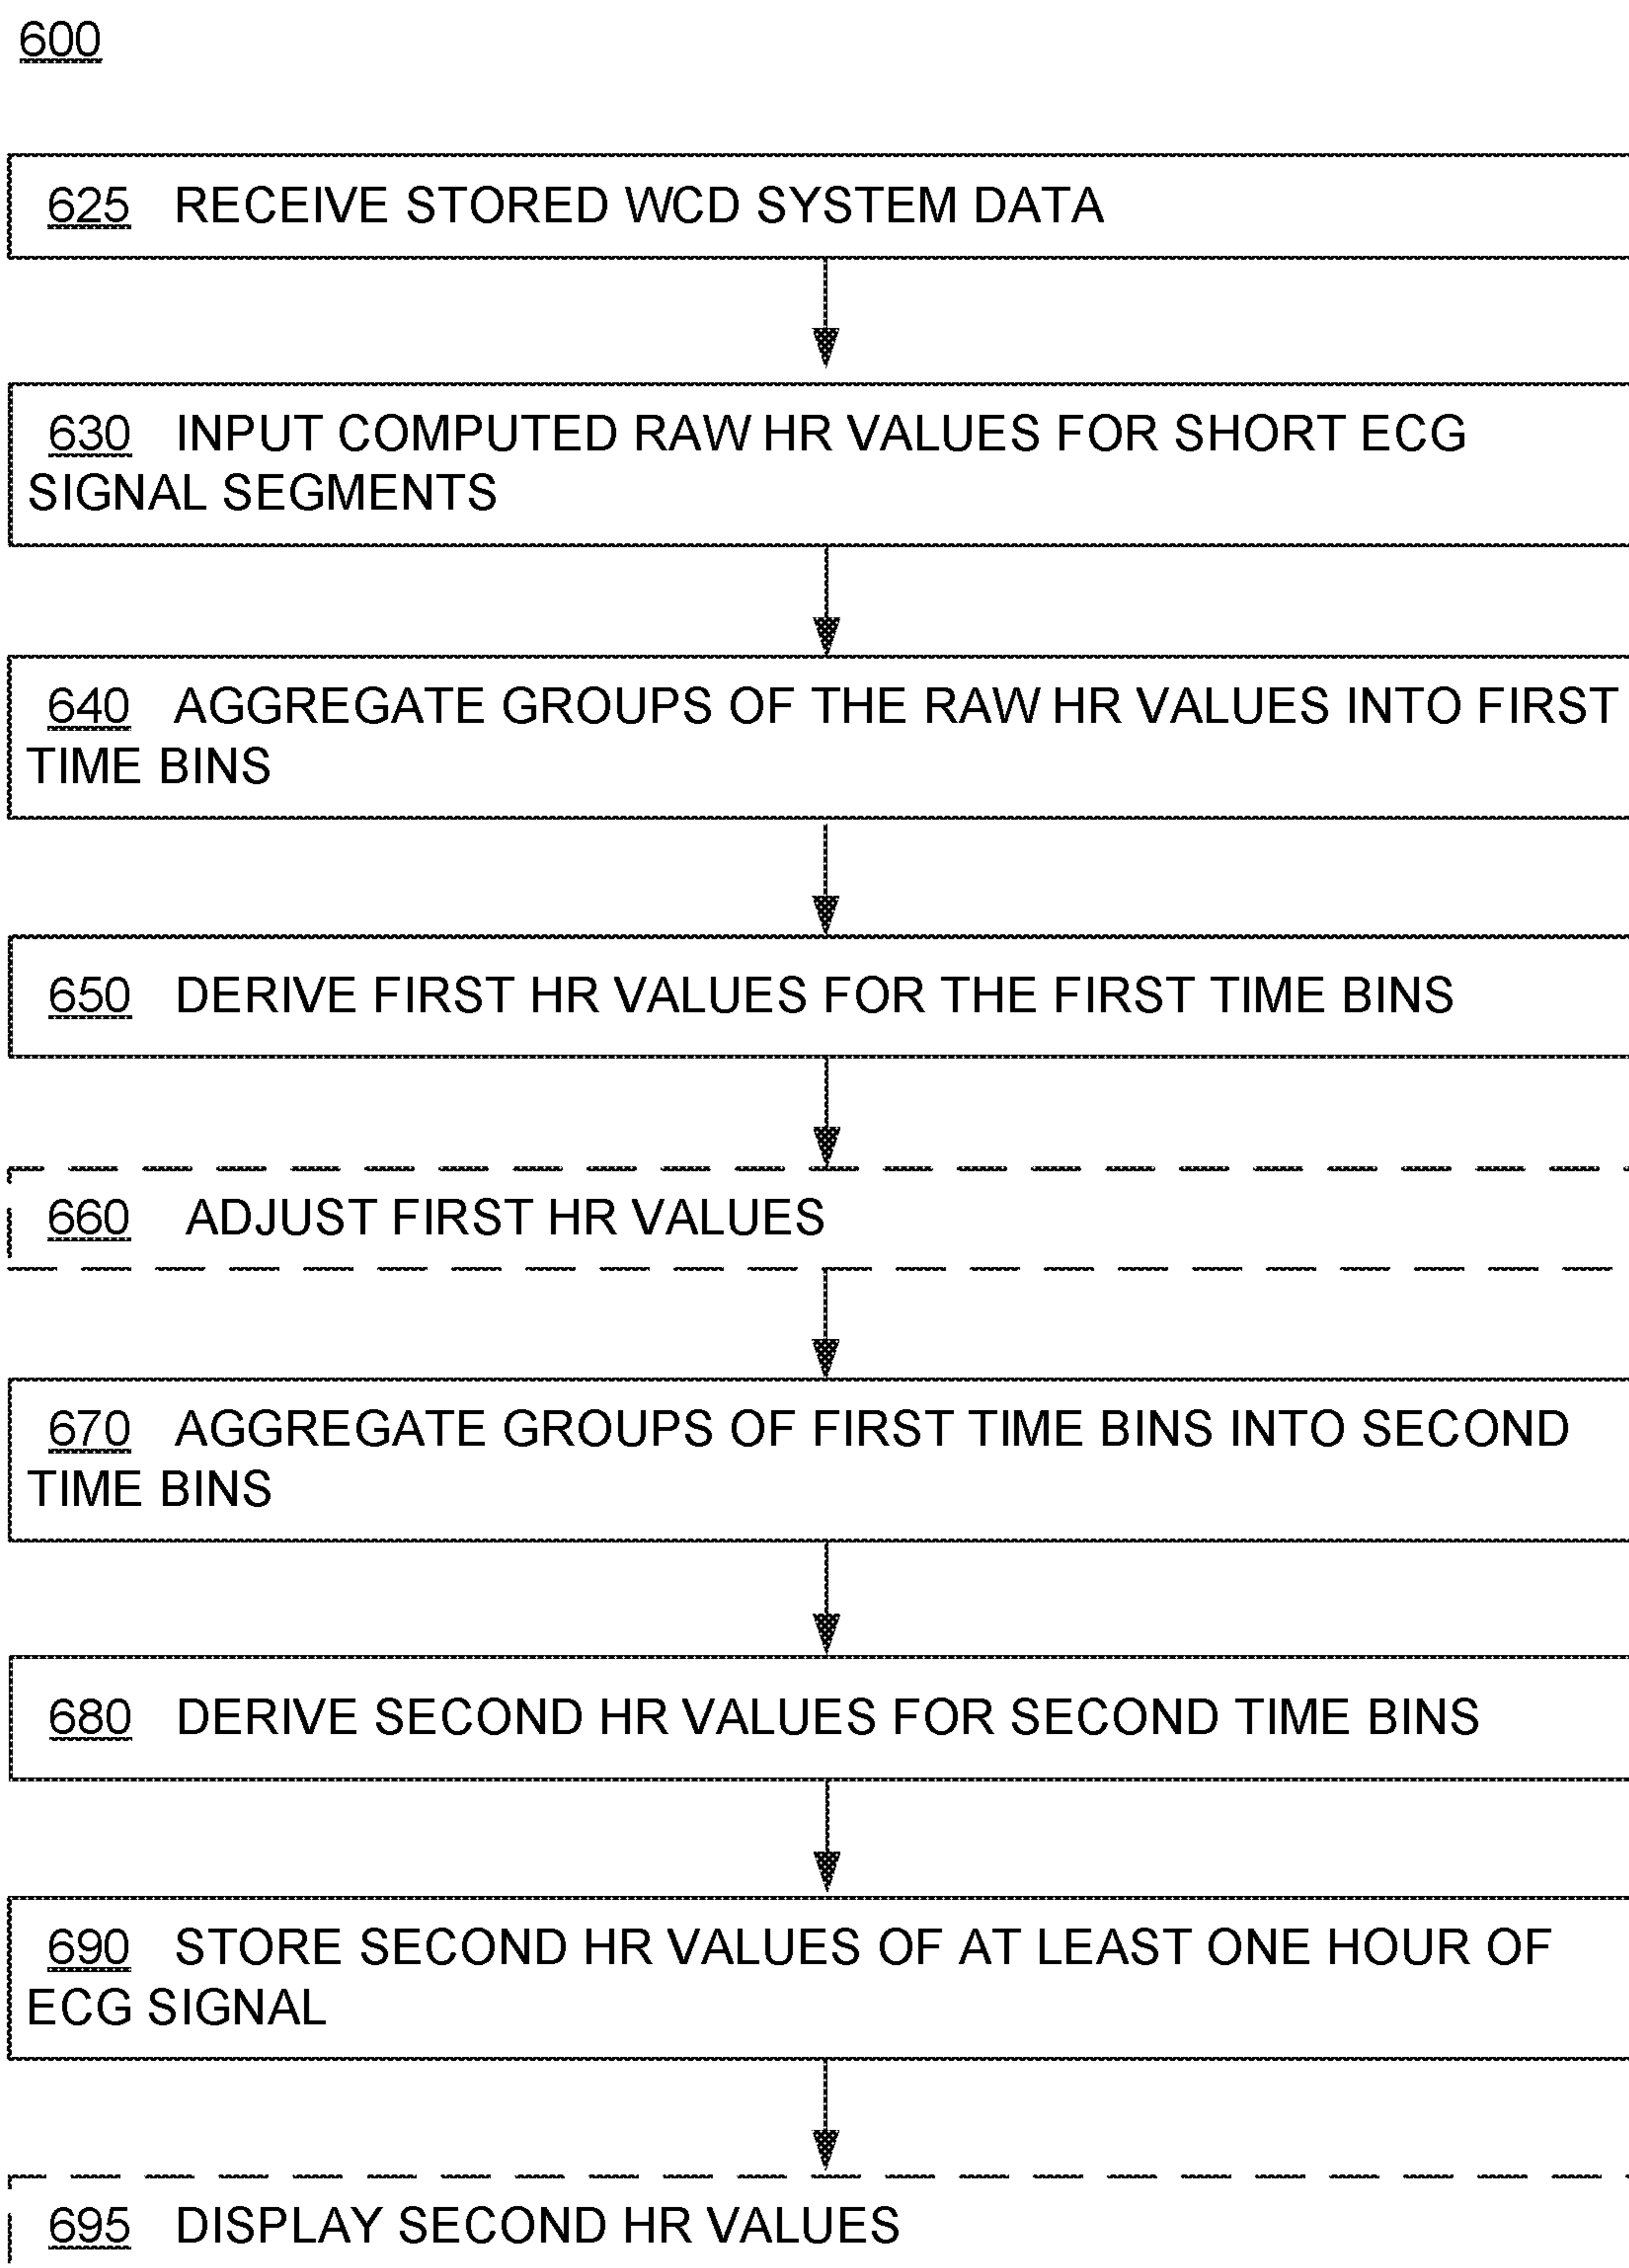 600
625 RECEIVE STORED WCD SYSTEM DATA
630 INPUT COMPUTED RAW HR VALUES FOR SHORT ECG
SIGNAL SEGMENTS
640 AGGREGATE GROUPS OF THE RAW HR VALUES INTO FIRST
TIME BINS
650 DERIVE FIRST HR VALUES FOR THE FIRST TIME BINS
660 ADJUST FIRST HR VALUES
670 AGGREGATE GROUPS OF FIRST TIME BINS INTO SECOND
TIME BINS
680 DERIVE SECOND HR VALUES FOR SECOND TIME BINS
690 STORE SECOND HR VALUES OF AT LEAST ONE HOUR OF
ECG SIGNAL
695 DISPLAY SECOND HR VALUES